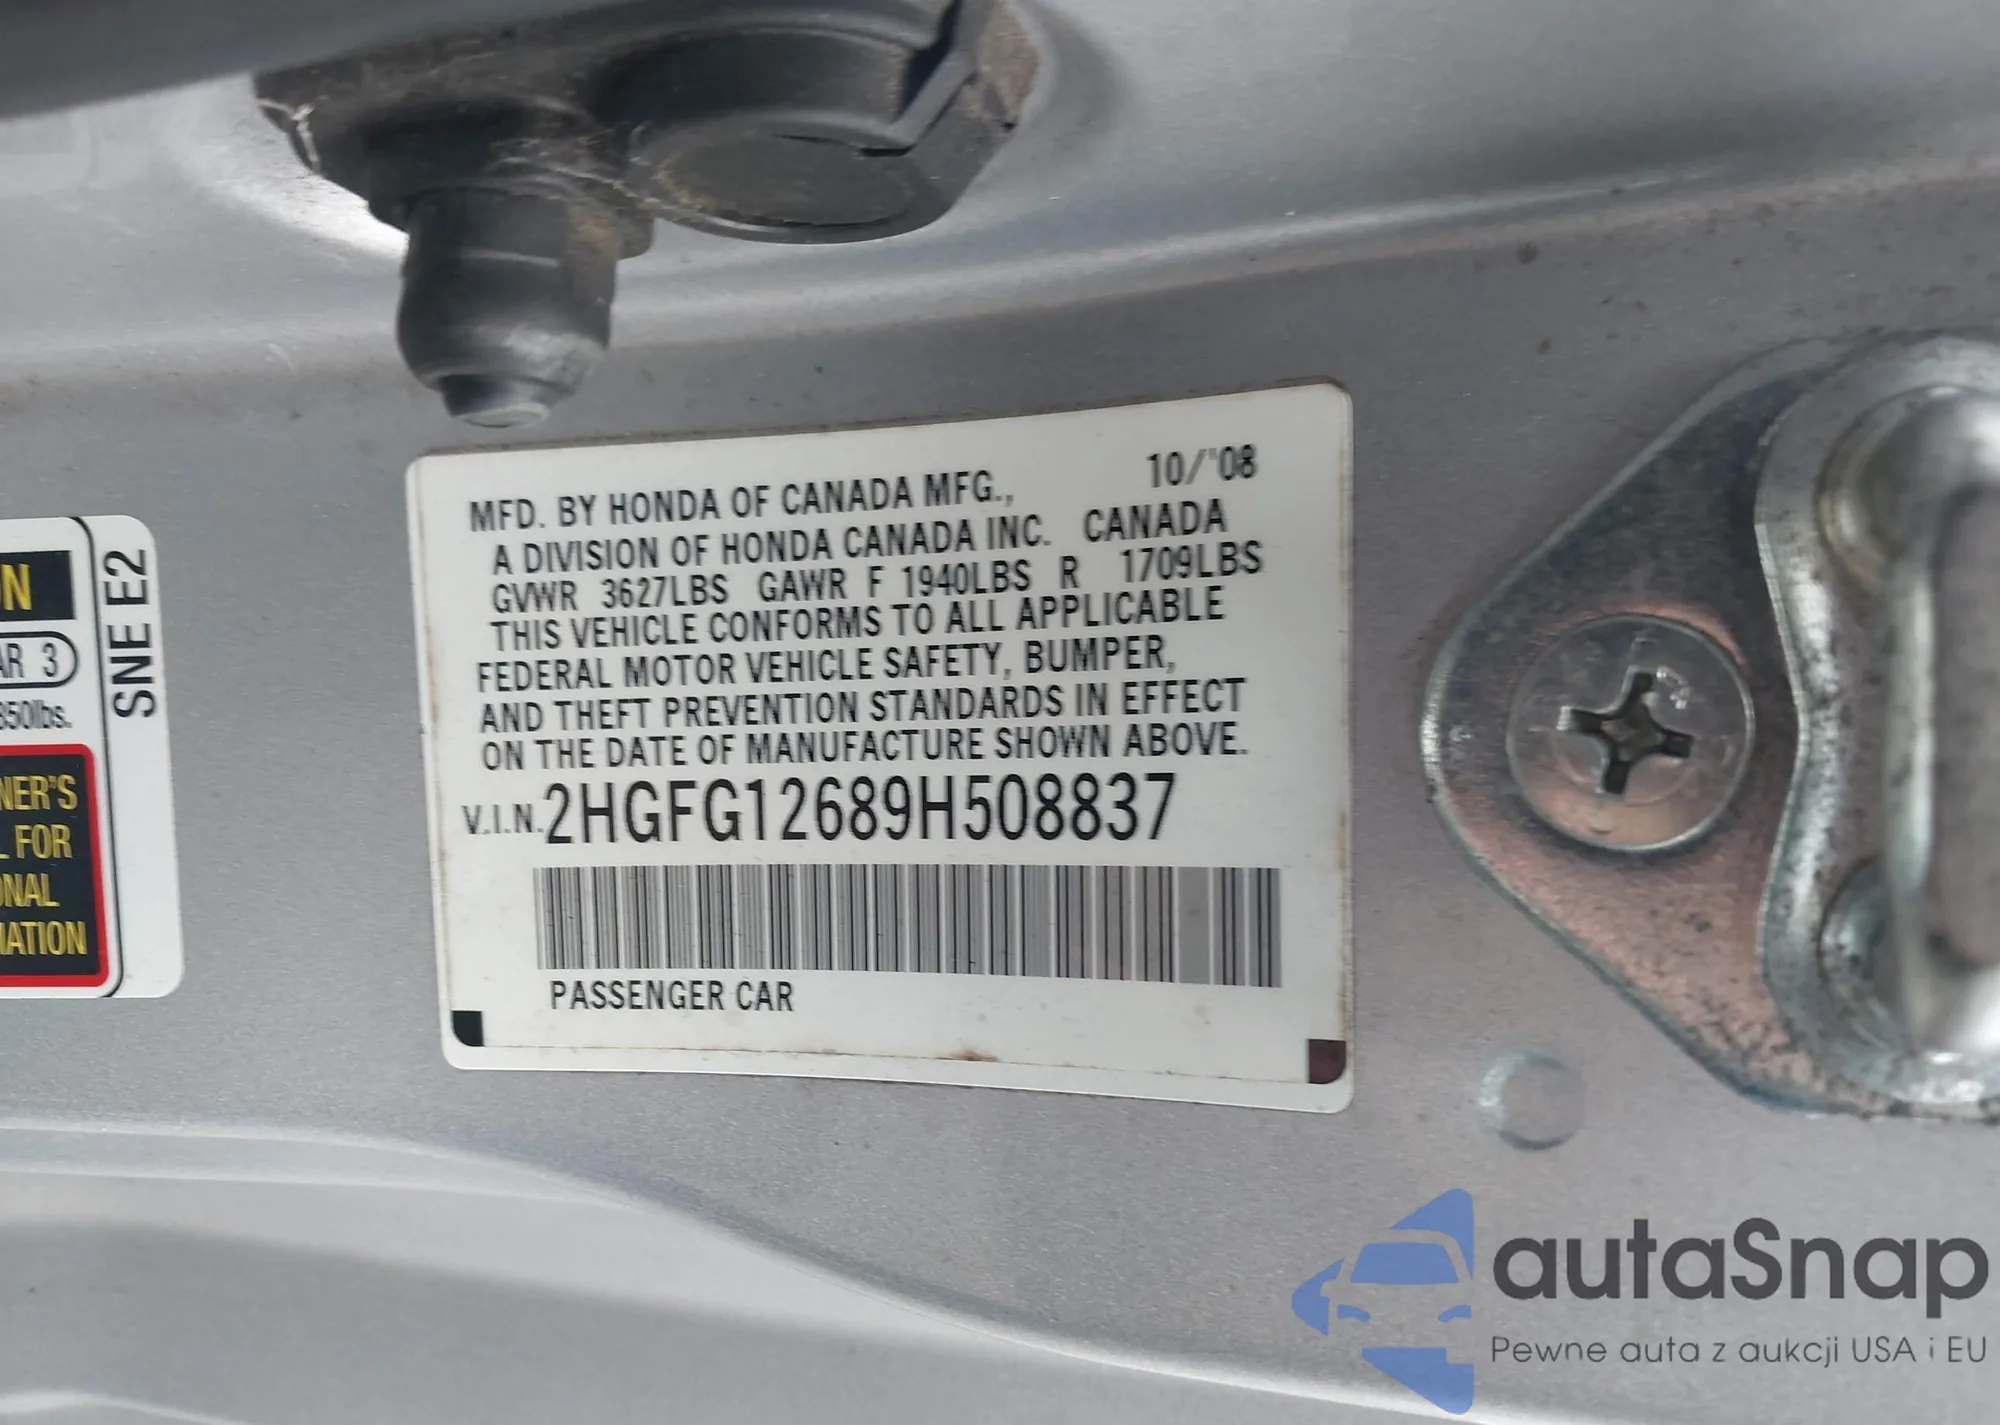 MFD. BY HONDA OF CANADA MFG., 10/'08
A DIVISION OF HONDA CANADA INC. CANADA
GVWR 3627LBS GAWR F 1940LBS R 1709LBS
THIS VEHICLE CONFORMS TO ALL APPLICABLE
FEDERAL MOTOR VEHICLE SAFETY, BUMPER,
AND THEFT PREVENTION STANDARDS IN EFFECT
ON THE DATE OF MANUFACTURE SHOWN ABOVE.
V.I.N. 2HGFG12689H508837
PASSENGER CAR
SNE E2
3
FOR
autaSnap
Pewne auta z aukcji USA i EU